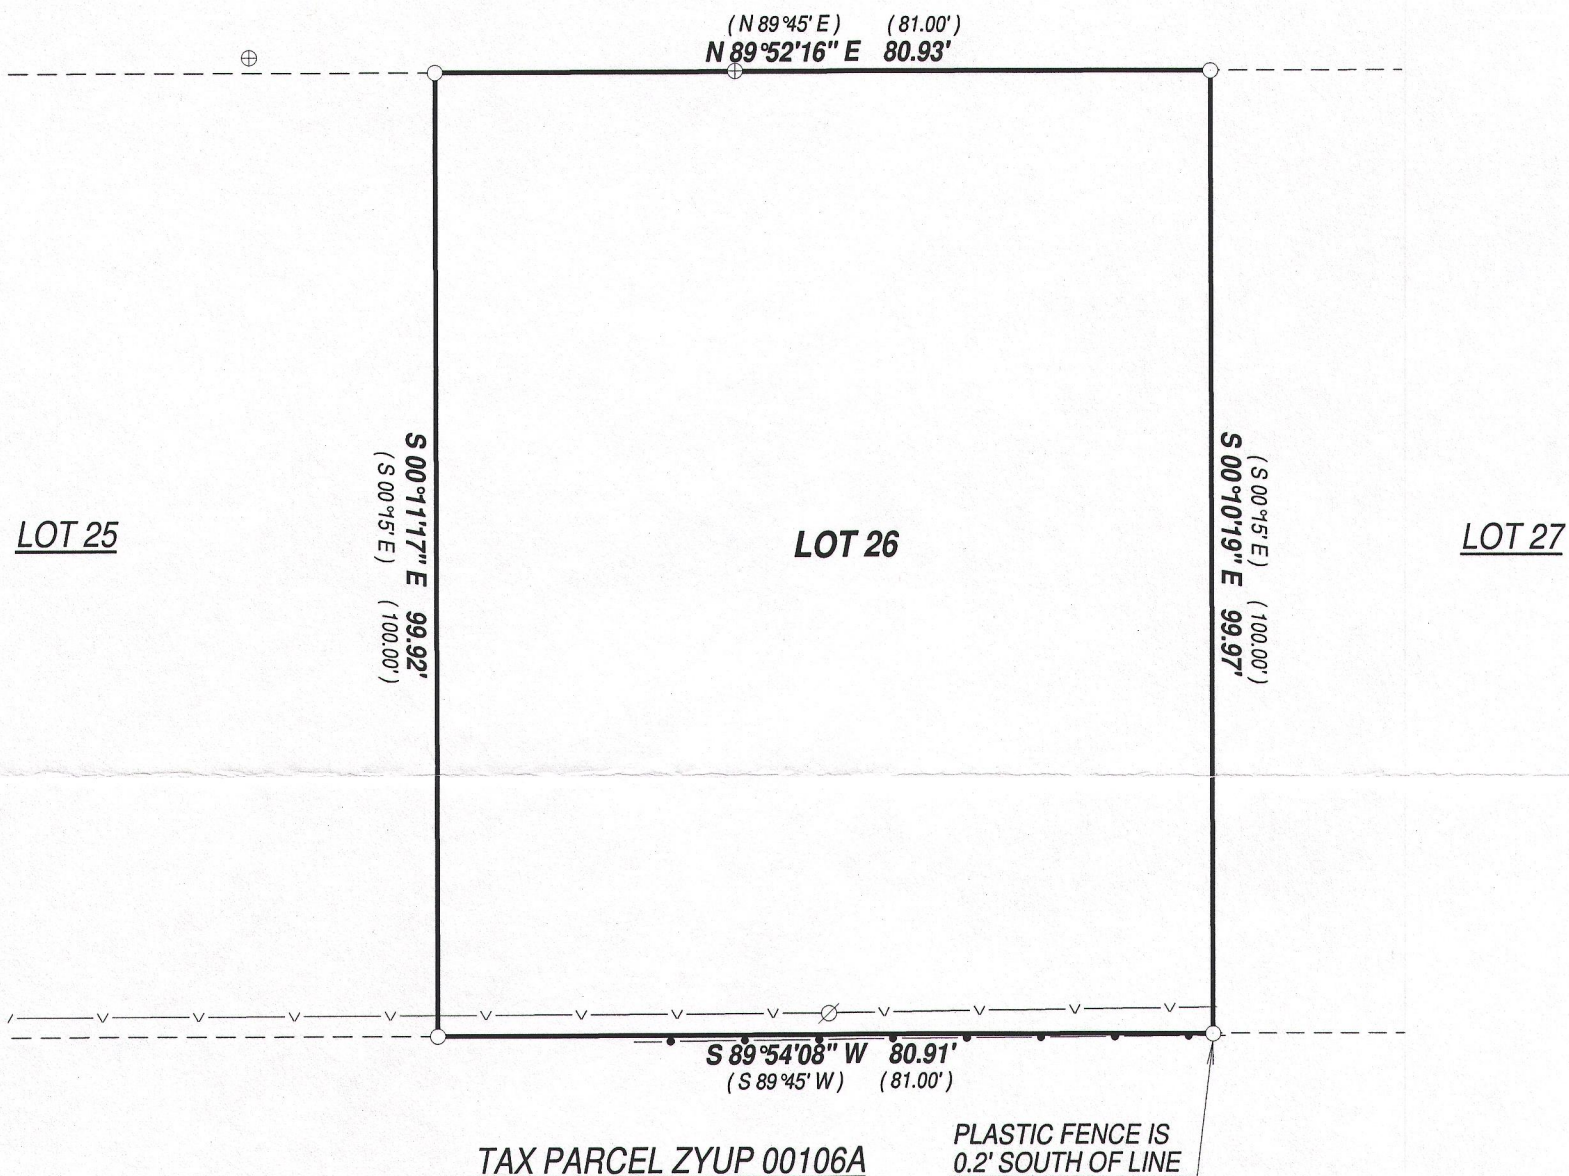 ( N 89°45' E ) ( 81.00' )
N 89°52'16" E 80.93'
S 00°11'17" E 99.92'
( S 00°15' E ) ( 100.00' )
( S 00°15' E ) ( 100.00' )
S 00°10'19" E 99.97'
LOT 25
LOT 26
LOT 27
S 89°54'08" W 80.91'
( S 89°45' W ) ( 81.00' )
TAX PARCEL ZYUP 00106A
PLASTIC FENCE IS
0.2' SOUTH OF LINE